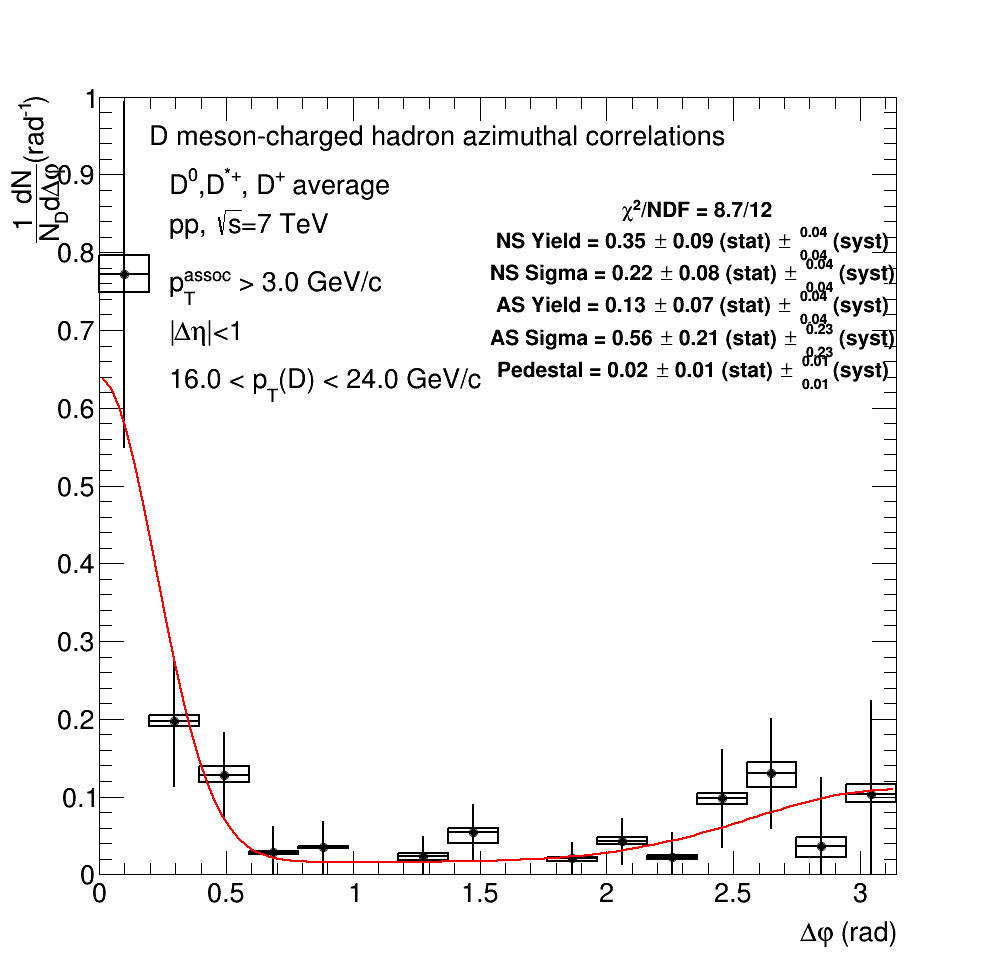 D meson-charged hadron azimuthal correlations
D⁰,D*⁺, D⁺ average
pp, √s=7 TeV
p_T^assoc > 3.0 GeV/c
|Δη|<1
16.0 < p_T(D) < 24.0 GeV/c
χ²/NDF = 8.7/12
NS Yield = 0.35 ± 0.09 (stat) ± 0.04 0.04 (syst)
NS Sigma = 0.22 ± 0.08 (stat) ± 0.04 0.04 (syst)
AS Yield = 0.13 ± 0.07 (stat) ± 0.04 0.04 (syst)
AS Sigma = 0.56 ± 0.21 (stat) ± 0.23 0.23 (syst)
Pedestal = 0.02 ± 0.01 (stat) ± 0.01 0.01 (syst)
1/N_D dN/dΔφ (rad⁻¹)
1
0.9
0.8
0.7
0.6
0.5
0.4
0.3
0.2
0.1
0
0 0.5 1 1.5 2 2.5 3
Δφ (rad)